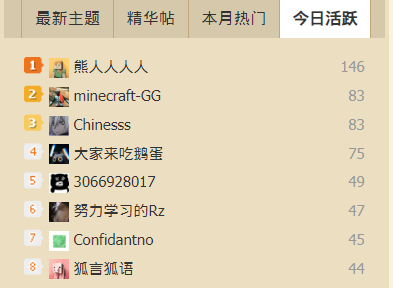 最新主题 精华帖 本月热门 今日活跃
1 熊人人人人 146
2 minecraft-GG 83
3 Chinesss 83
4 大家来吃鹅蛋 75
5 3066928017 49
6 努力学习的Rz 47
7 Confidantno 45
8 狐言狐语 44